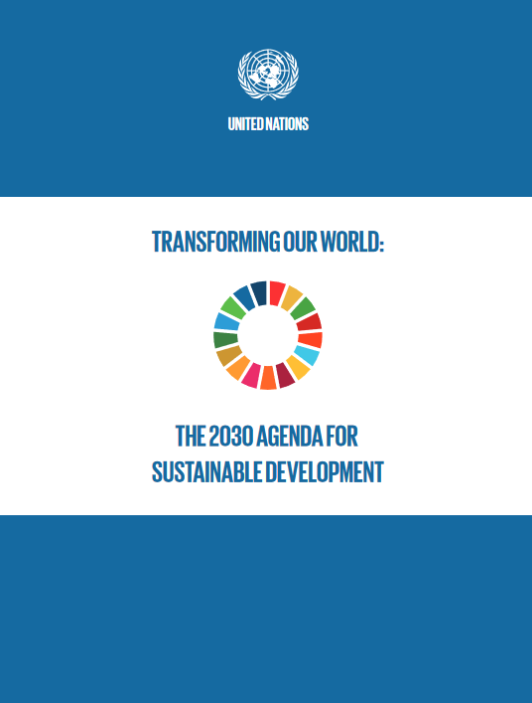 UNITED NATIONS
TRANSFORMING OUR WORLD:
THE 2030 AGENDA FOR
SUSTAINABLE DEVELOPMENT